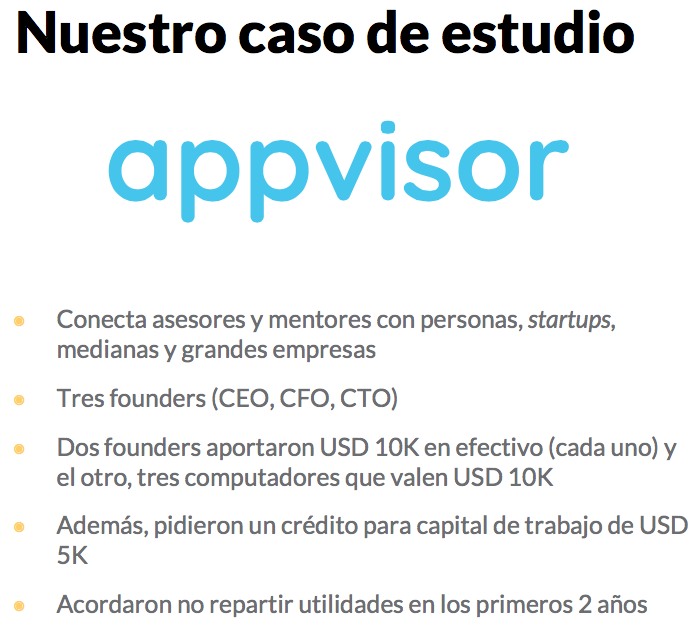 Nuestro caso de estudio
appvisor
Conecta asesores y mentores con personas, startups,
medianas y grandes empresas
Tres founders (CEO, CFO, CTO)
Dos founders aportaron USD 10K en efectivo (cada uno) y
el otro, tres computadores que valen USD 10K
Además, pidieron un crédito para capital de trabajo de USD
5K
Acordaron no repartir utilidades en los primeros 2 años